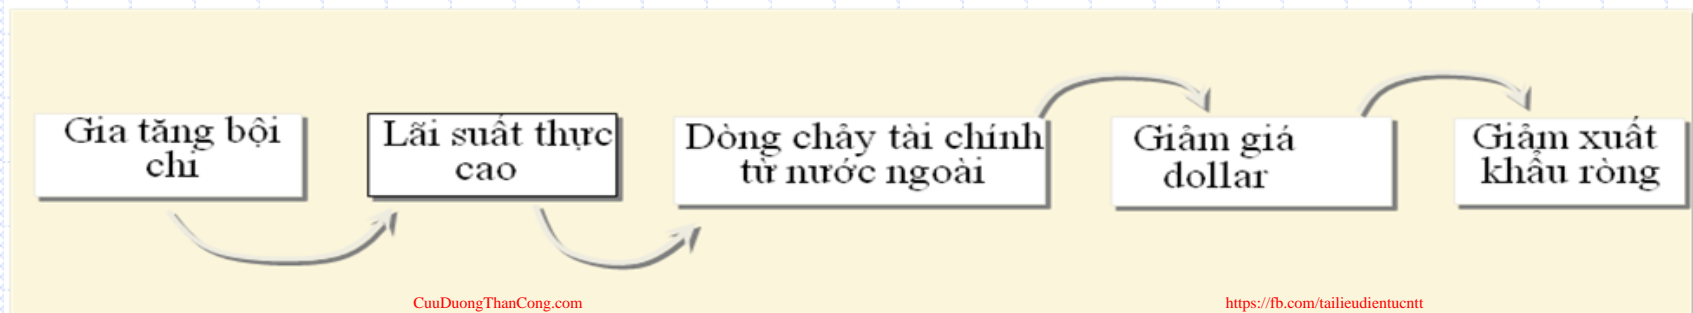 Gia tăng bội
chi
Lãi suất thực
cao
Dòng chảy tài chính
từ nước ngoài
Giảm giá
dollar
Giảm xuất
khẩu ròng
CuuDuongThanCong.com
https://fb.com/tailieudientucntt